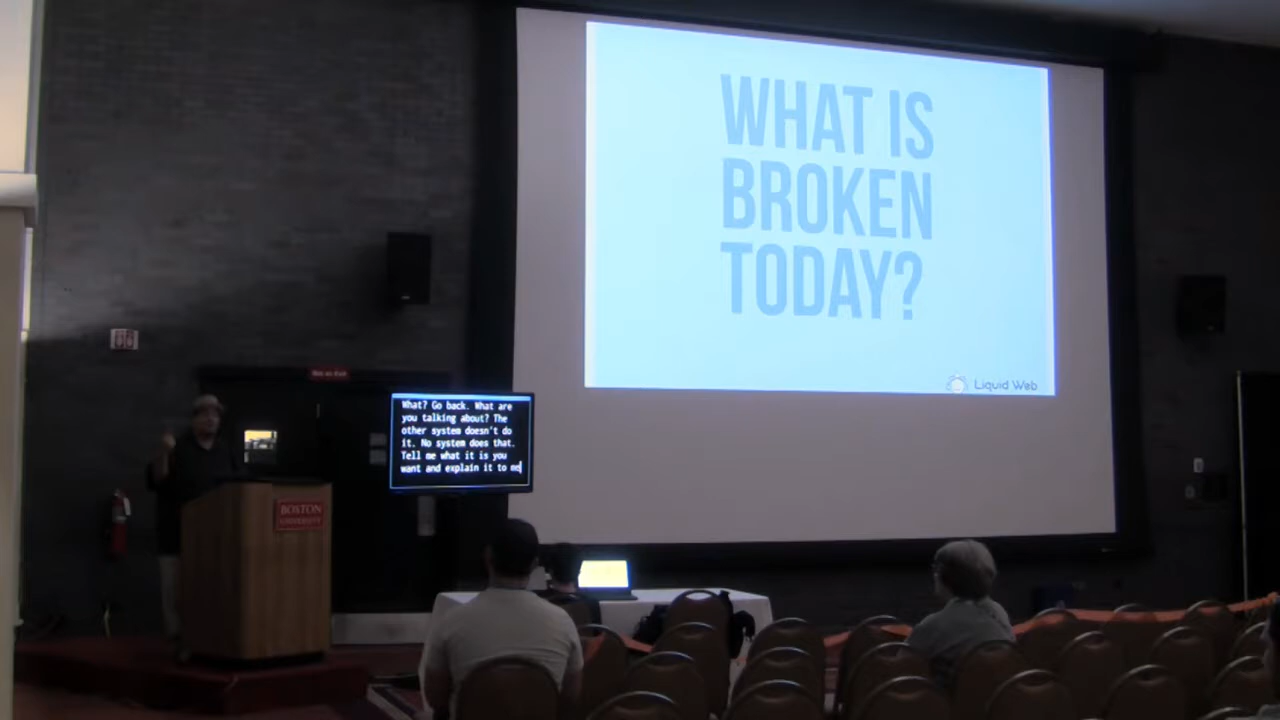 WHAT IS
BROKEN
TODAY?
Liquid Web
What? Go back. What are
you talking about? The
other system doesn't do
it. No system does that.
Tell me what it is you
want and explain it to me
BOSTON
UNIVERSITY